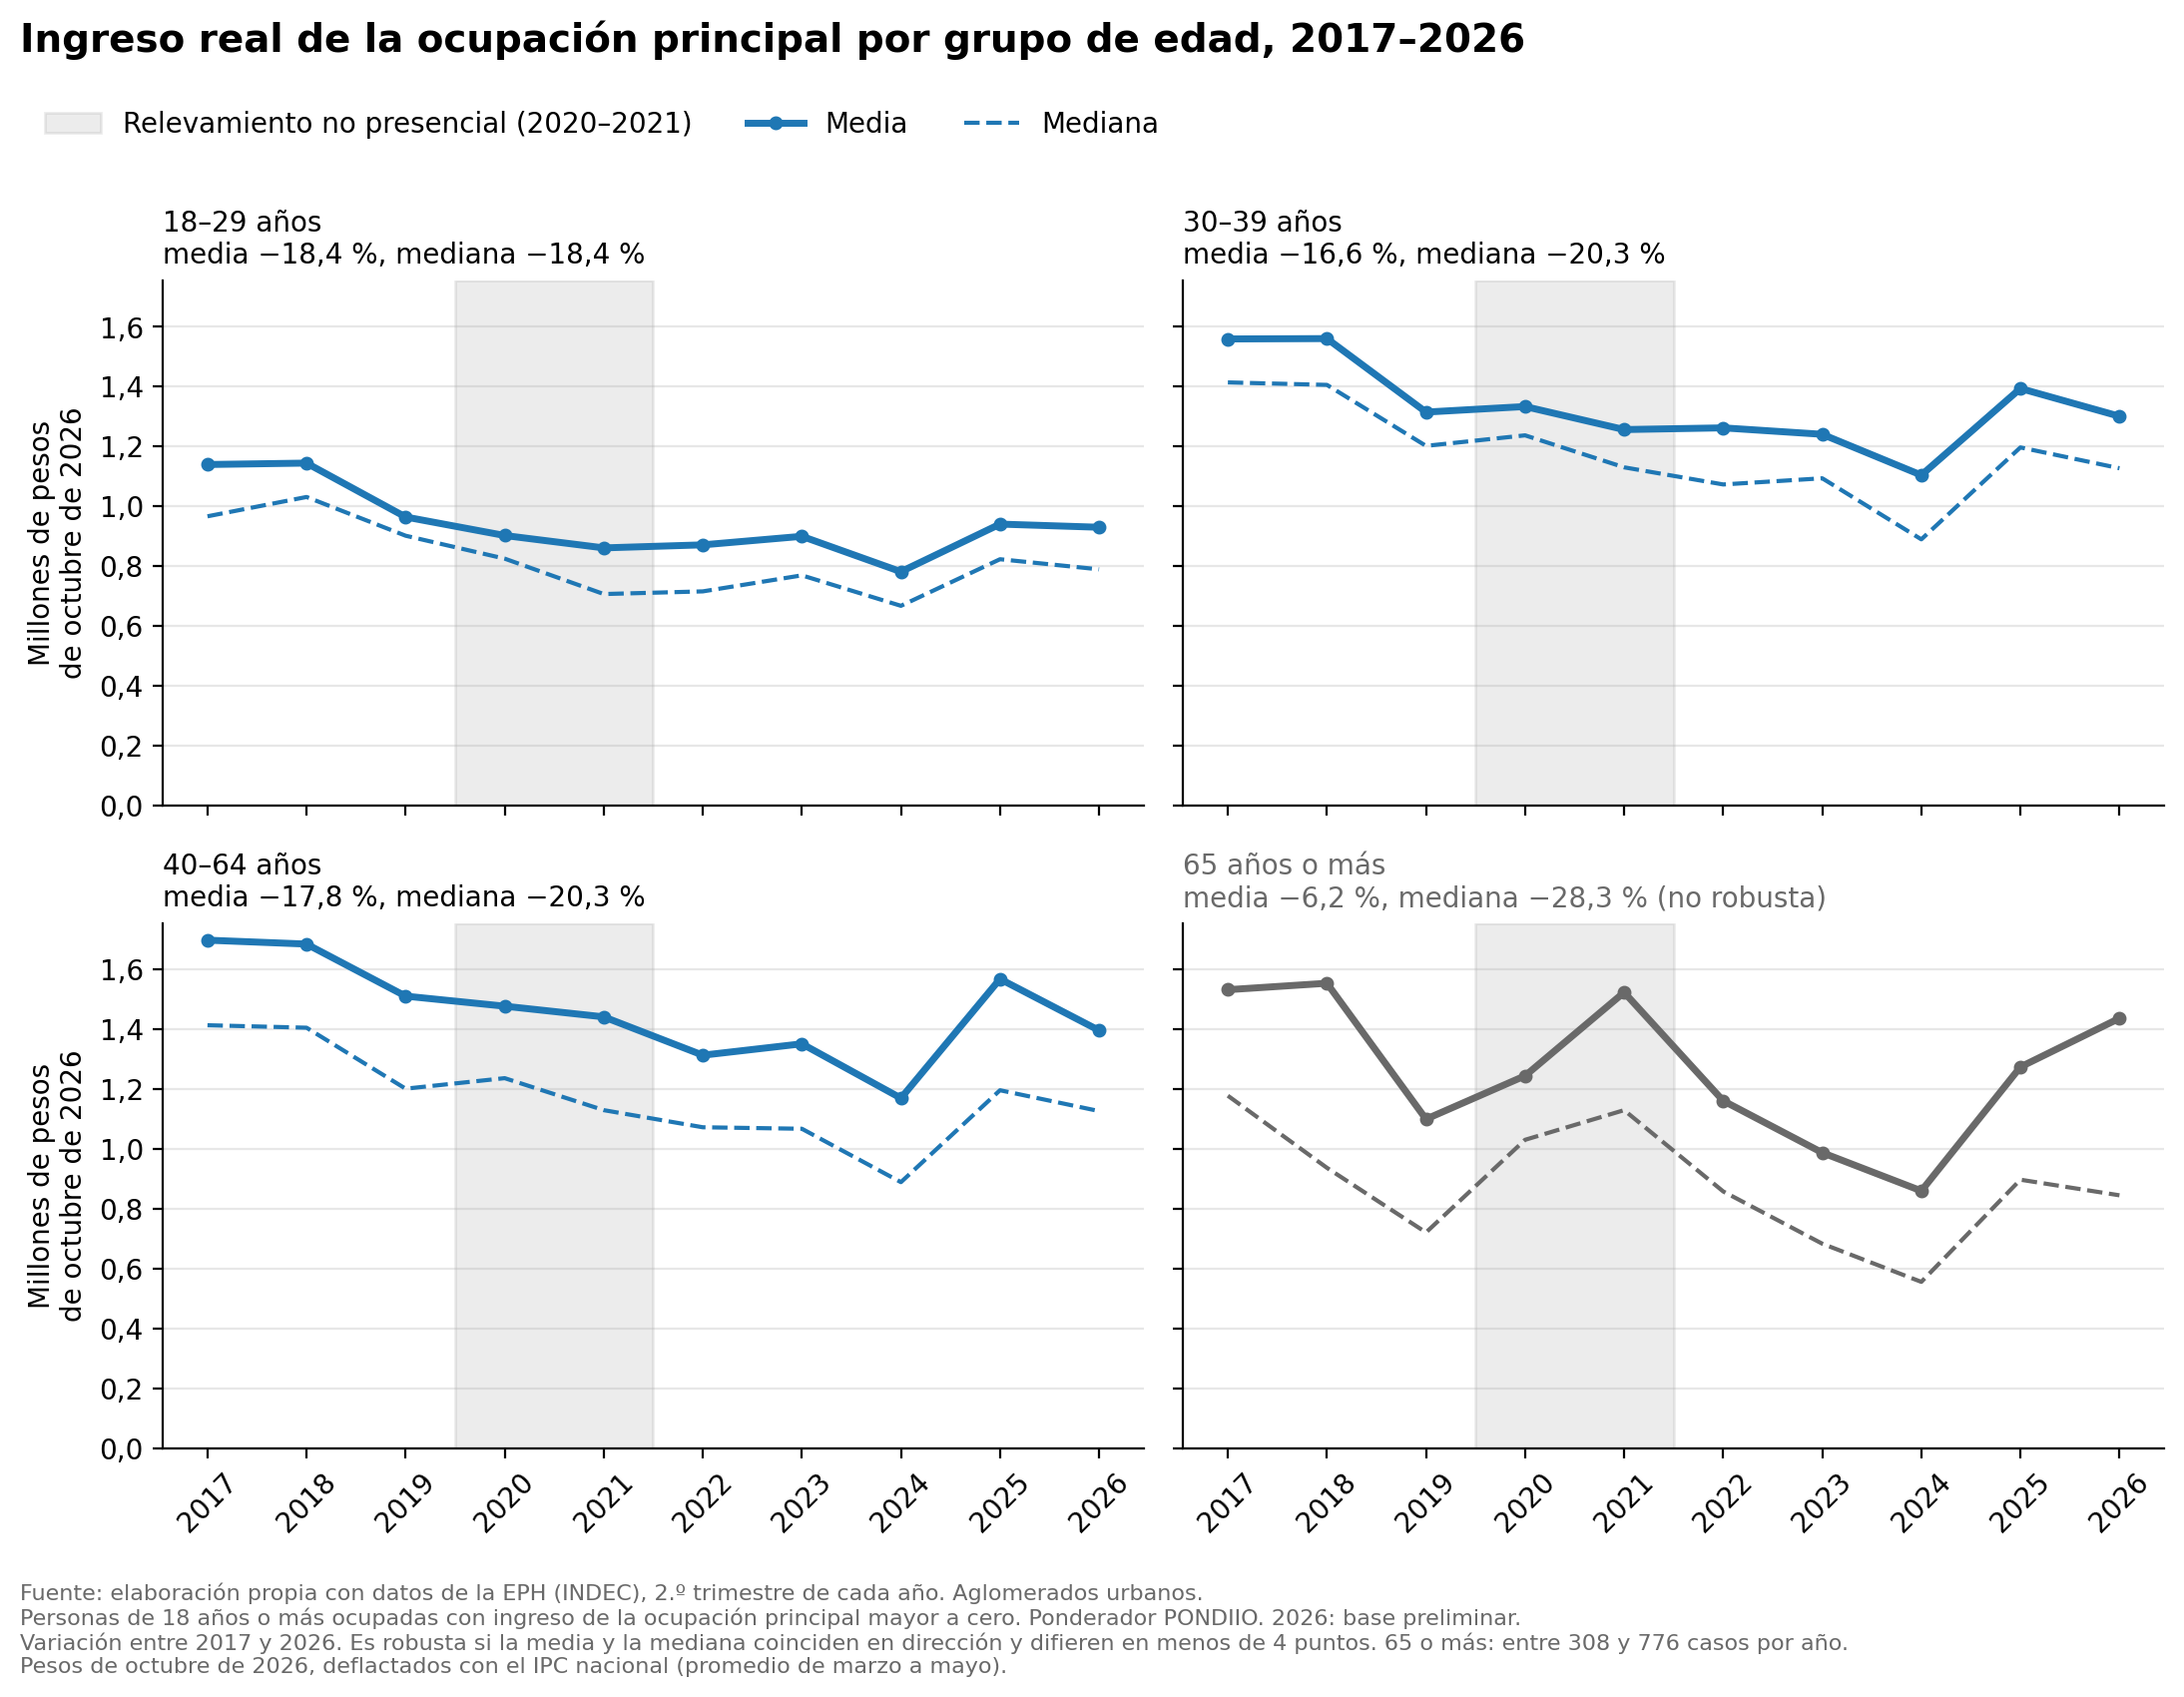 Ingreso real de la ocupación principal por grupo de edad, 2017–2026
Relevamiento no presencial (2020–2021) Media Mediana
18–29 años
media −18,4 %, mediana −18,4 %
30–39 años
media −16,6 %, mediana −20,3 %
Millones de pesos
de octubre de 2026
1,6
1,4
1,2
1,0
0,8
0,6
0,4
0,2
0,0
40–64 años
media −17,8 %, mediana −20,3 %
65 años o más
media −6,2 %, mediana −28,3 % (no robusta)
Millones de pesos
de octubre de 2026
1,6
1,4
1,2
1,0
0,8
0,6
0,4
0,2
0,0
2017 2018 2019 2020 2021 2022 2023 2024 2025 2026
2017 2018 2019 2020 2021 2022 2023 2024 2025 2026
Fuente: elaboración propia con datos de la EPH (INDEC), 2.º trimestre de cada año. Aglomerados urbanos.
Personas de 18 años o más ocupadas con ingreso de la ocupación principal mayor a cero. Ponderador PONDIIO. 2026: base preliminar.
Variación entre 2017 y 2026. Es robusta si la media y la mediana coinciden en dirección y difieren en menos de 4 puntos. 65 o más: entre 308 y 776 casos por año.
Pesos de octubre de 2026, deflactados con el IPC nacional (promedio de marzo a mayo).